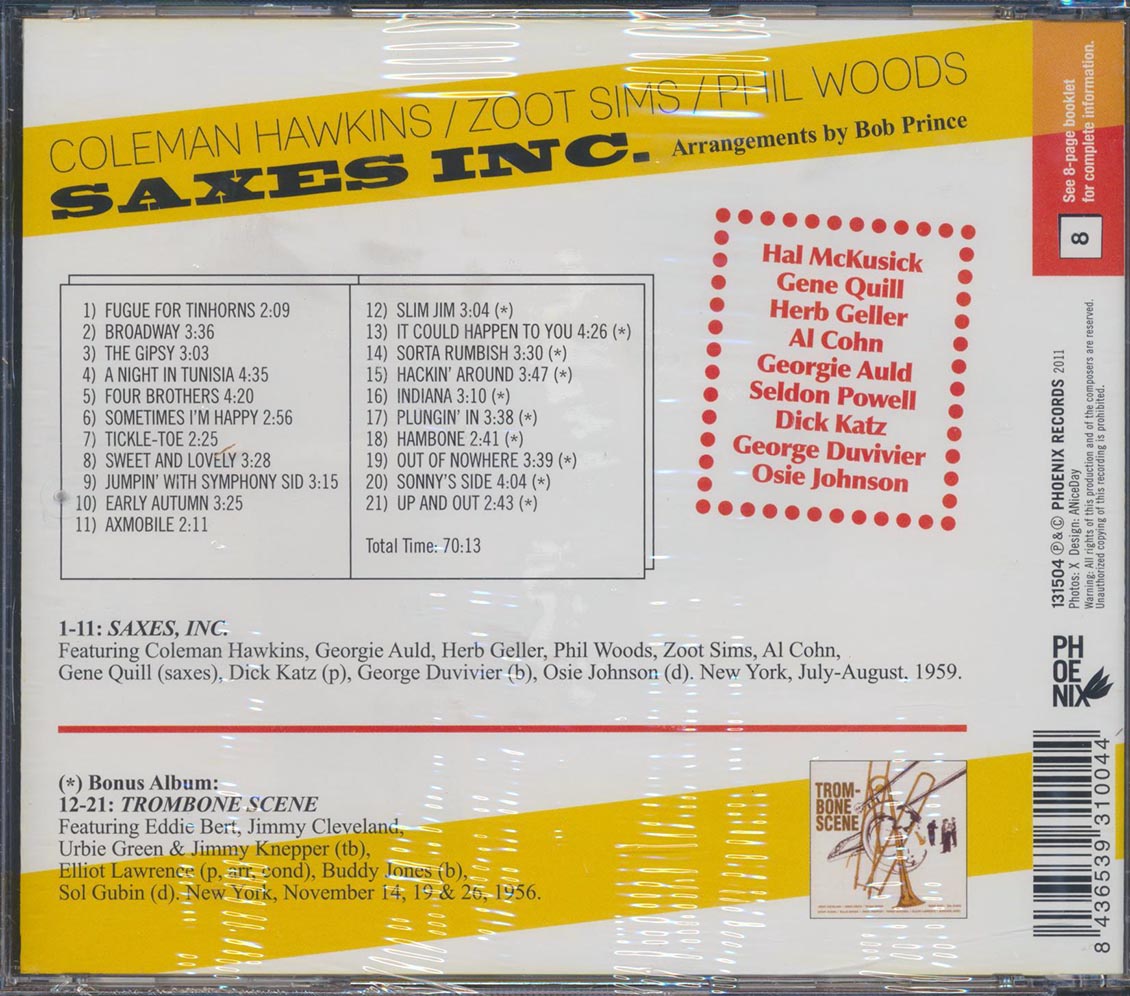 COLEMAN HAWKINS / ZOOT SIMS / PHIL WOODS
SAXES INC. Arrangements by Bob Prince
Hal McKusick
Gene Quill
Herb Geller
Al Cohn
Georgie Auld
Seldon Powell
Dick Katz
George Duvivier
Osie Johnson
1) FUGUE FOR TINHORNS 2:09
2) BROADWAY 3:36
3) THE GIPSY 3:03
4) A NIGHT IN TUNISIA 4:35
5) FOUR BROTHERS 4:20
6) SOMETIMES I'M HAPPY 2:56
7) TICKLE-TOE 2:25
8) SWEET AND LOVELY 3:28
9) JUMPIN' WITH SYMPHONY SID 3:15
10) EARLY AUTUMN 3:25
11) AXMOBILE 2:11
12) SLIM JIM 3:04 (*)
13) IT COULD HAPPEN TO YOU 4:26 (*)
14) SORTA RUMBISH 3:30 (*)
15) HACKIN' AROUND 3:47 (*)
16) INDIANA 3:10 (*)
17) PLUNGIN' IN 3:38 (*)
18) HAMBONE 2:41 (*)
19) OUT OF NOWHERE 3:39 (*)
20) SONNY'S SIDE 4:04 (*)
21) UP AND OUT 2:43 (*)
Total Time: 70:13
1-11: SAXES, INC.
Featuring Coleman Hawkins, Georgie Auld, Herb Geller, Phil Woods, Zoot Sims, Al Cohn,
Gene Quill (saxes), Dick Katz (p), George Duvivier (b), Osie Johnson (d). New York, July-August, 1959.
(*) Bonus Album:
12-21: TROMBONE SCENE
Featuring Eddie Bert, Jimmy Cleveland,
Urbie Green & Jimmy Knepper (tb),
Elliot Lawrence (p, arr, cond), Buddy Jones (b),
Sol Gubin (d). New York, November 14, 19 & 26, 1956.
TROM-
BONE
SCENE
See 8-page booklet
for complete information.
8
131504 Ⓟ & © PHOENIX RECORDS 2011
Photos: X Design: ANiceDay
Warning: All rights of this production and of the composers are reserved.
Unauthorized copying of this recording is prohibited.
PH
OE
NIX
8 436539 310044